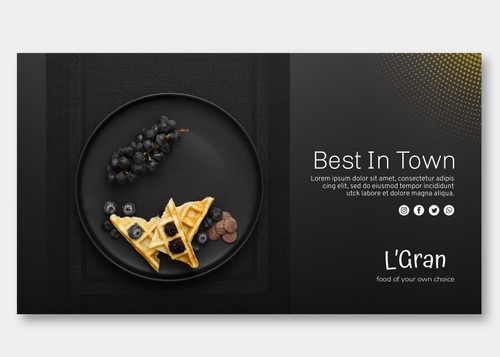 Best In Town
Lorem ipsum dolor sit amet, consectetur adipis
cing elit, sed do eiusmod tempor incididunt
utck labore et dolore magna aliqua.
L'Gran
food of your own choice